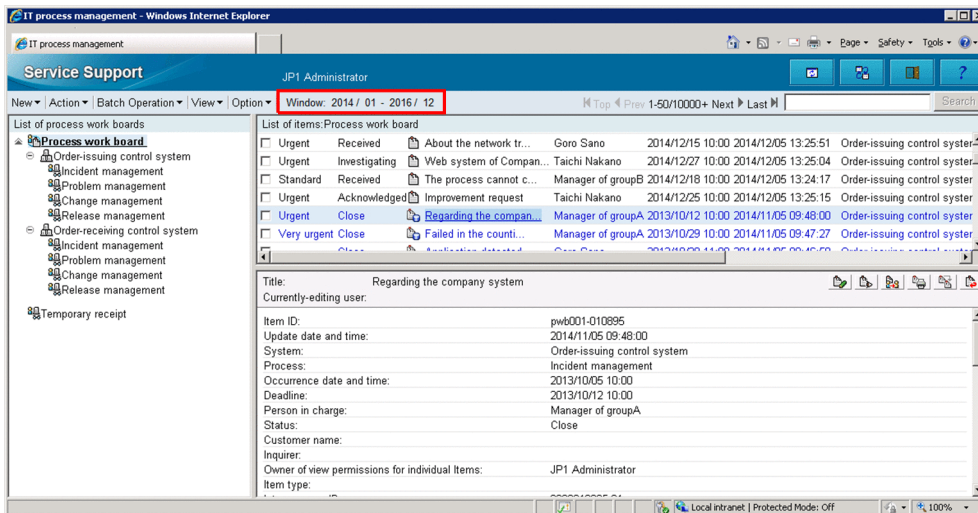 IT process management - Windows Internet Explorer
IT process management
Page Safety Tools
Service Support JP1 Administrator ?
New Action Batch Operation View Option Window: 2014 / 01 - 2016 / 12 Top Prev 1-50/10000+ Next Last Search
List of process work boards
Process work board
Order-issuing control system
Incident management
Problem management
Change management
Release management
Order-receiving control system
Incident management
Problem management
Change management
Release management
Temporary receipt
List of items:Process work board
Urgent Received About the network tr... Goro Sano 2014/12/15 10:00 2014/12/05 13:25:51 Order-issuing control system
Urgent Investigating Web system of Compan... Taichi Nakano 2014/12/27 10:00 2014/12/05 13:25:04 Order-issuing control system
Standard Received The process cannot c... Manager of groupB 2014/12/18 10:00 2014/12/05 13:24:17 Order-issuing control system
Urgent Acknowledged Improvement request Taichi Nakano 2014/12/25 10:00 2014/12/05 13:25:15 Order-issuing control system
Urgent Close Regarding the compan... Manager of groupA 2013/10/12 10:00 2014/11/05 09:48:00 Order-issuing control system
Very urgent Close Failed in the counti... Manager of groupA 2013/10/29 10:00 2014/11/05 09:47:27 Order-issuing control system
Title: Regarding the company system
Currently-editing user:
Item ID: pwb001-010895
Update date and time: 2014/11/05 09:48:00
System: Order-issuing control system
Process: Incident management
Occurrence date and time: 2013/10/05 10:00
Deadline: 2013/10/12 10:00
Person in charge: Manager of groupA
Status: Close
Customer name:
Inquirer:
Owner of view permissions for individual Items: JP1 Administrator
Item type:
Local intranet | Protected Mode: Off 100%